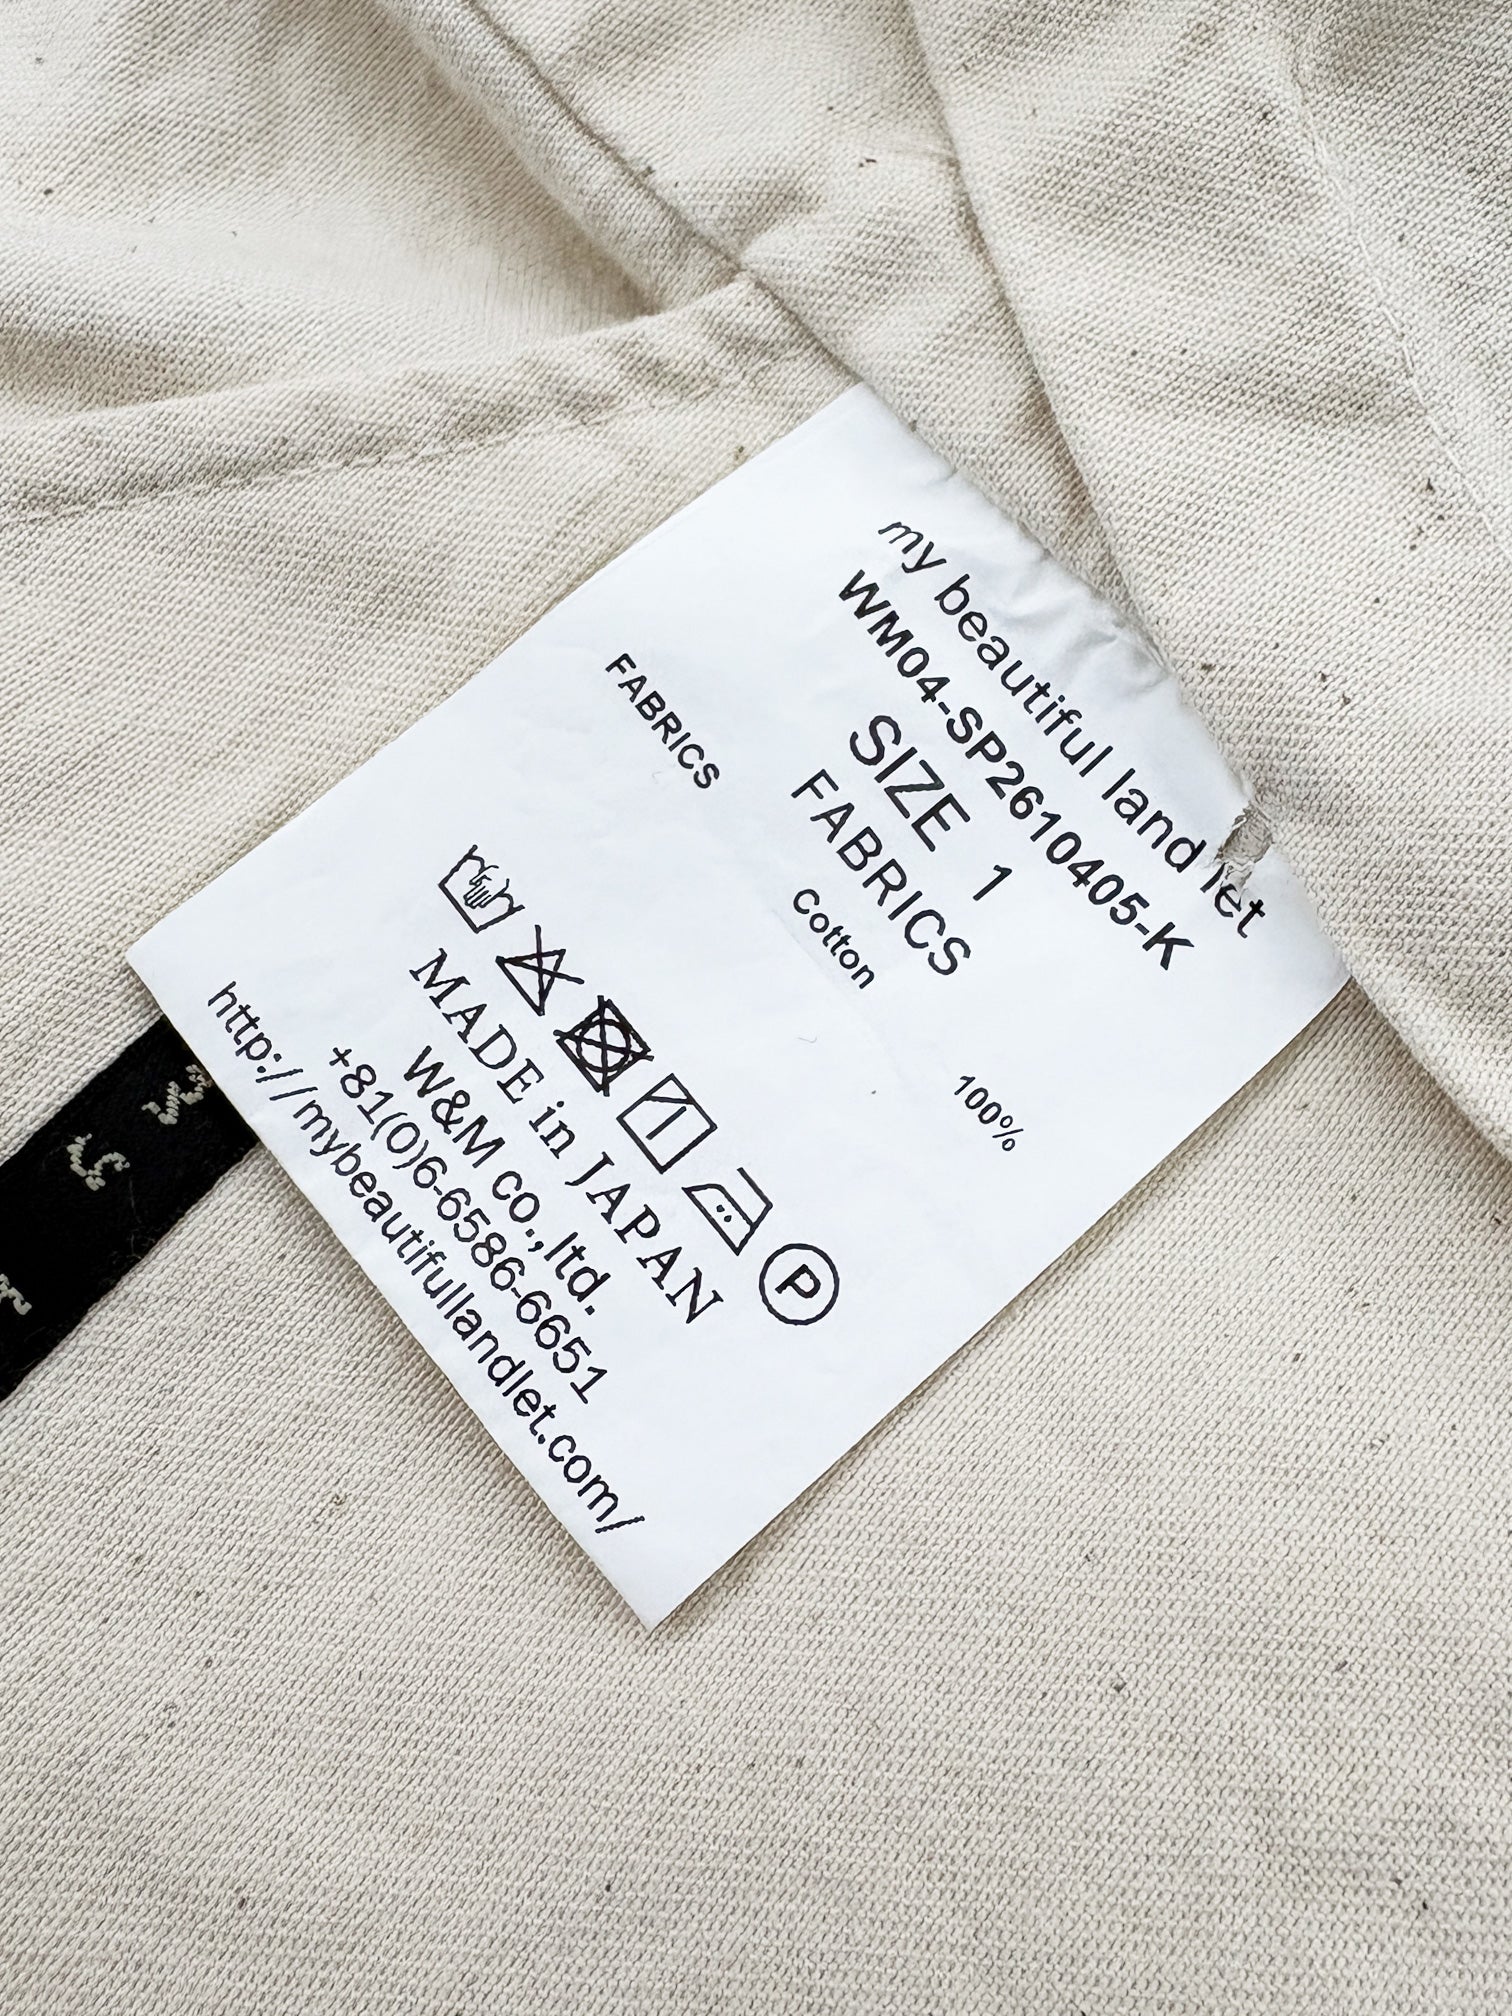 my beautiful land let
WM04-SP2610405-K
SIZE 1
FABRICS
cotton 100%
FABRICS
MADE in JAPAN
W&M co., ltd.
+81(0)6-6586-6651
http://mybeautifullandlet.com/
P